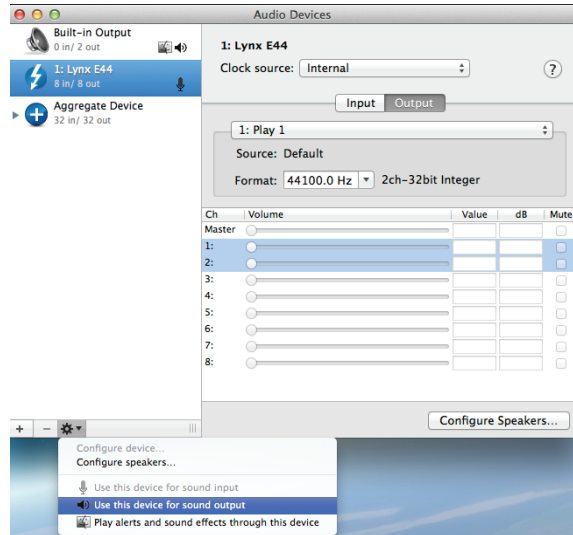 Audio Devices
Built-in Output
0 in/ 2 out
1: Lynx E44
8 in/ 8 out
Aggregate Device
32 in/ 32 out
1: Lynx E44
Clock source: Internal ?
Input Output
1: Play 1
Source: Default
Format: 44100.0 Hz 2ch-32bit Integer
Ch Volume Value dB Mute
Master
1:
2:
3:
4:
5:
6:
7:
8:
Configure Speakers...
+ −
Configure device...
Configure speakers...
Use this device for sound input
Use this device for sound output
Play alerts and sound effects through this device